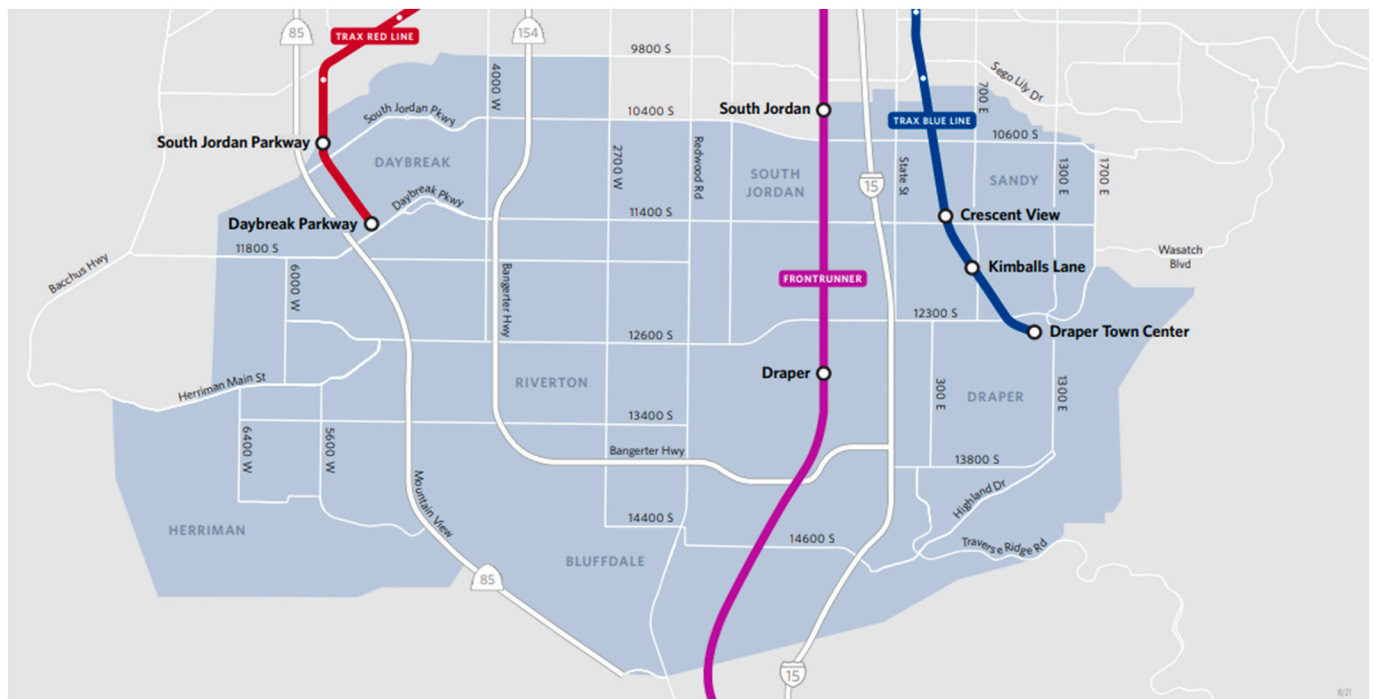 85
TRAX RED LINE
154
9800 S
4000 W
Sego Lily Dr
700 E
South Jordan Pkwy
10400 S
South Jordan
TRAX BLUE LINE
10600 S
South Jordan Parkway
DAYBREAK
2700 W
Redwood Rd
SOUTH
JORDAN
15
State St
SANDY
1300 E
1700 E
Daybreak Pkwy
Daybreak Parkway
11400 S
Crescent View
11800 S
Bacchus Hwy
6000 W
Bangerter Hwy
FRONTRUNNER
Kimballs Lane
Wasatch
Blvd
12300 S
12600 S
Draper Town Center
Herriman Main St
RIVERTON
Draper
300 E
DRAPER
1300 E
13400 S
6400 W
5600 W
Bangerter Hwy
13800 S
Mountain View
Highland Dr
HERRIMAN
14400 S
14600 S
Traverse Ridge Rd
BLUFFDALE
85
15
8/21